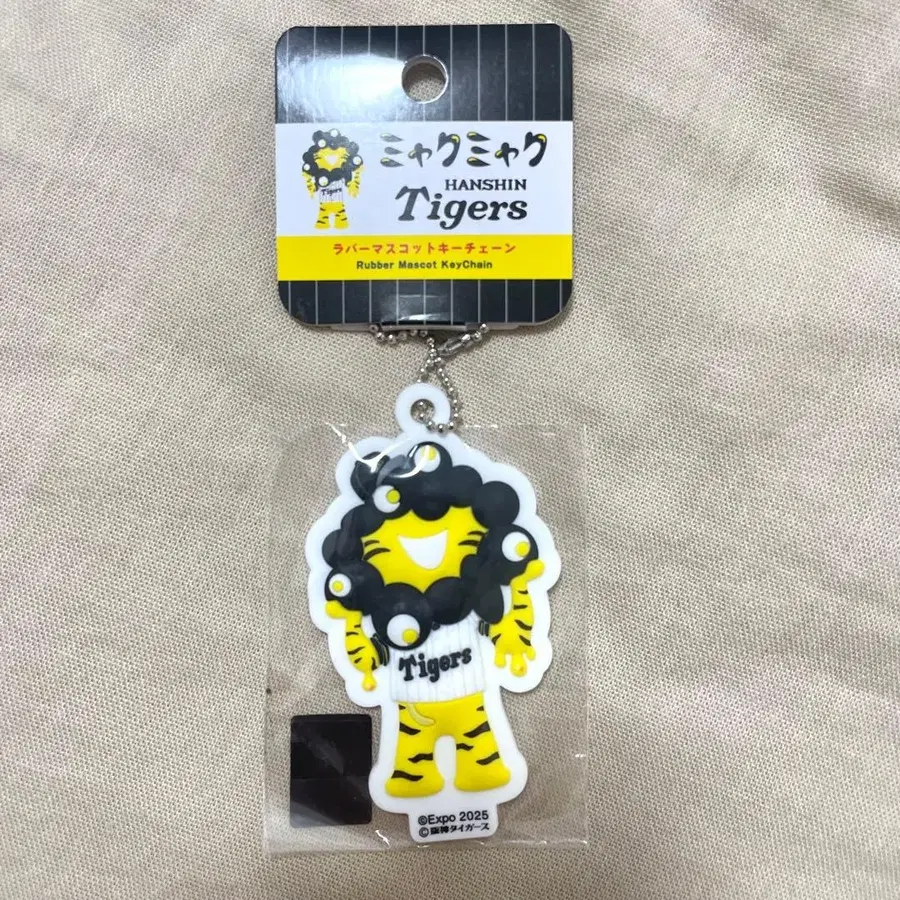 ミャクミャク
HANSHIN
Tigers
Tigers
ラバーマスコットキーチェーン
Rubber Mascot KeyChain
Tigers
©Expo 2025
©阪神タイガース